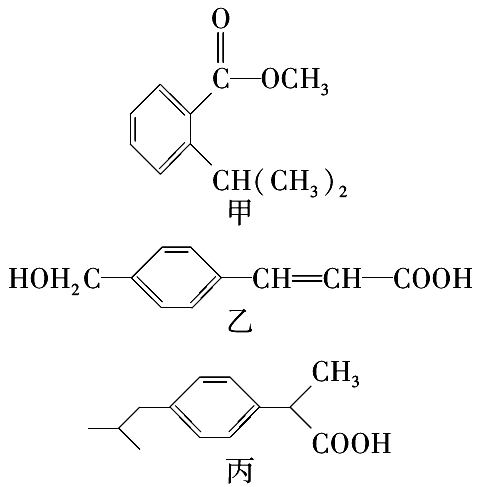 O
C—OCH₃
CH(CH₃)₂
甲
HOH₂C
CH=CH—COOH
乙
CH₃
COOH
丙